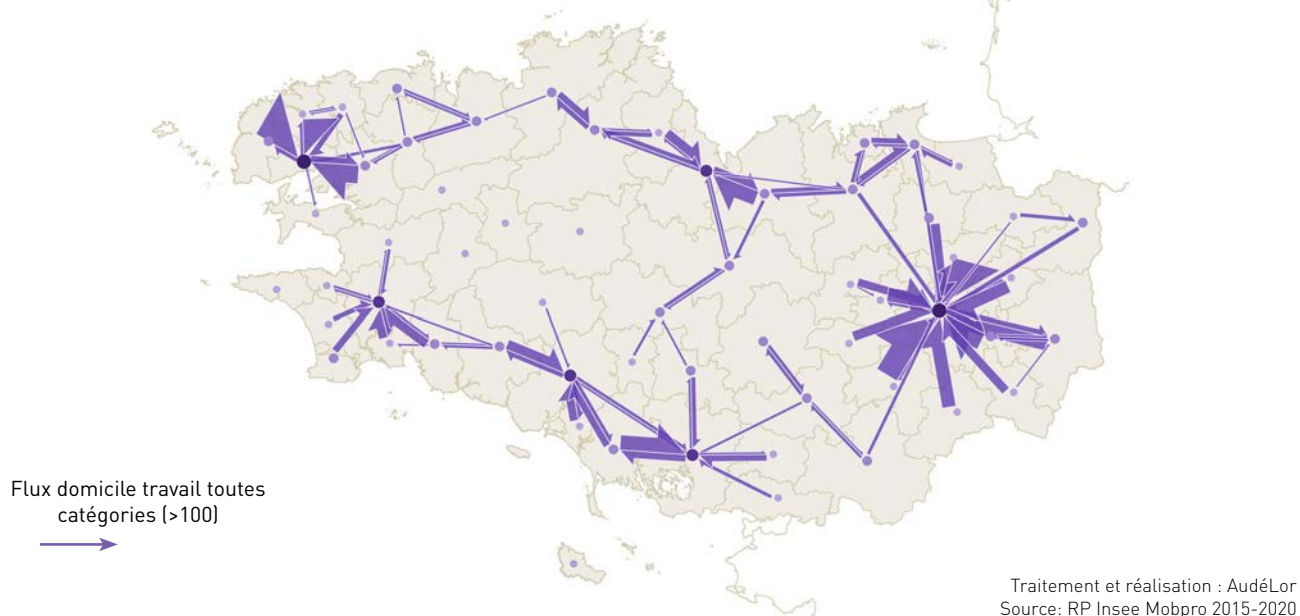 Flux domicile travail toutes
catégories (>100)
Traitement et réalisation : AudéLor
Source: RP Insee Mobpro 2015-2020